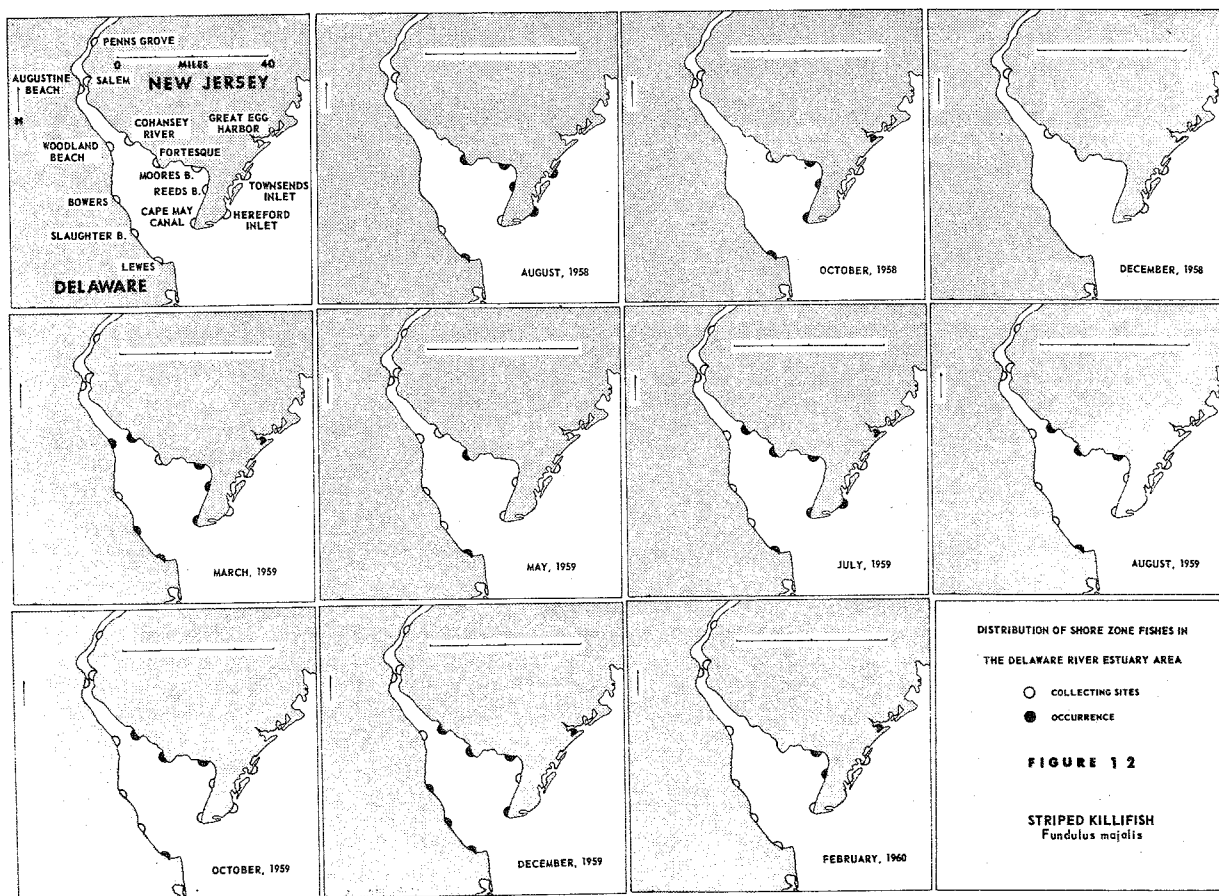 PENNS GROVE
0 MILES 40
AUGUSTINE
BEACH
SALEM
NEW JERSEY
N
COHANSEY
RIVER
GREAT EGG
HARBOR
WOODLAND
BEACH
FORTESQUE
MOORES B.
REEDS B.
TOWNSENDS
INLET
BOWERS
CAPE MAY
CANAL
HEREFORD
INLET
SLAUGHTER B.
LEWES
DELAWARE
AUGUST, 1958
OCTOBER, 1958
DECEMBER, 1958
MARCH, 1959
MAY, 1959
JULY, 1959
AUGUST, 1959
OCTOBER, 1959
DECEMBER, 1959
FEBRUARY, 1960
DISTRIBUTION OF SHORE ZONE FISHES IN
THE DELAWARE RIVER ESTUARY AREA
COLLECTING SITES
OCCURRENCE
FIGURE 12
STRIPED KILLIFISH
Fundulus majalis